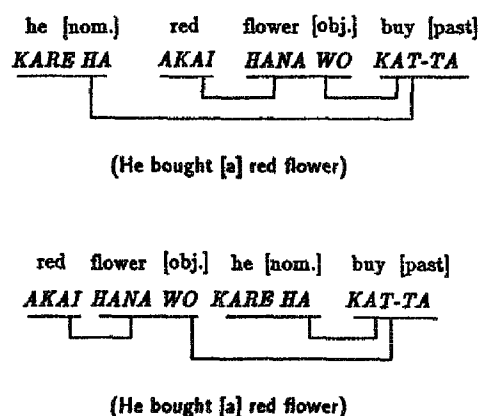 he [nom.] red flower [obj.] buy [past]
KARE HA AKAI HANA WO KAT-TA
(He bought [a] red flower)
red flower [obj.] he [nom.] buy [past]
AKAI HANA WO KARE HA KAT-TA
(He bought [a] red flower)